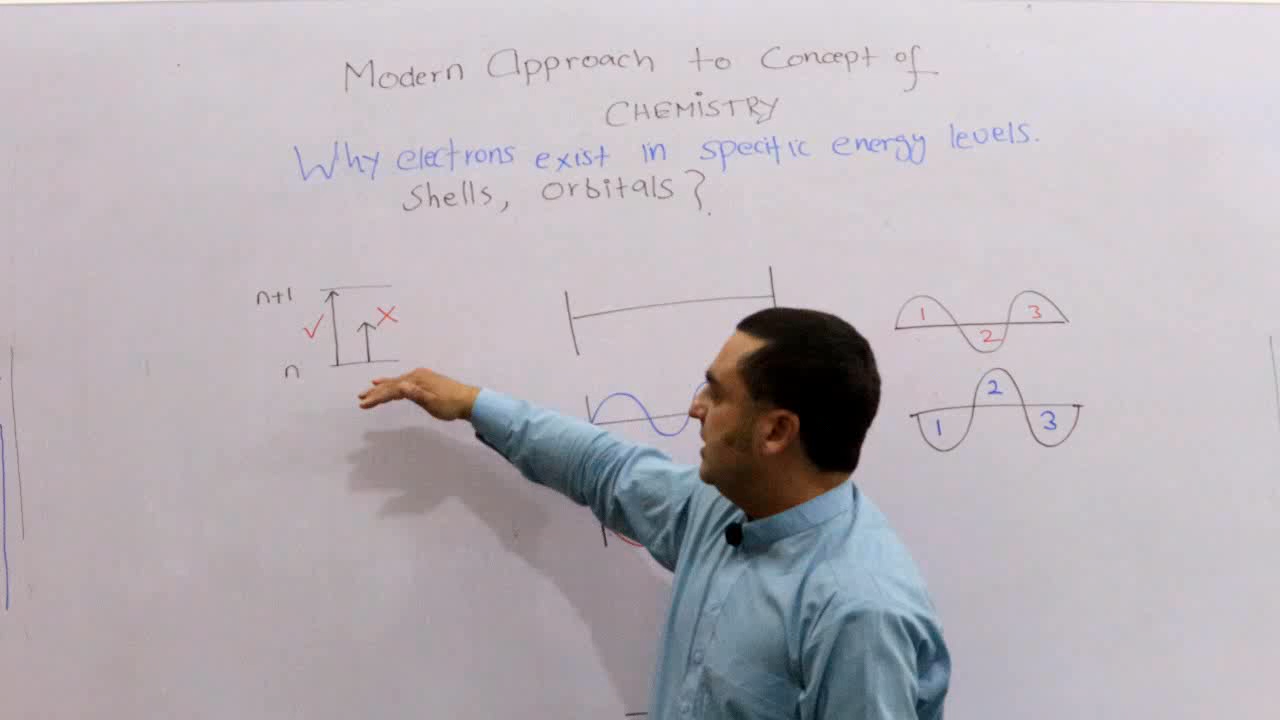 Modern Approach to Concept of
CHEMISTRY
Why electrons exist in specific energy levels.
Shells, Orbitals?
n+1
✓
X
n
1
2
3
1
2
3